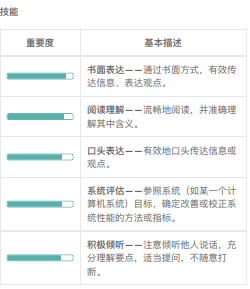 技能
重要度 基本描述
书面表达——通过书面方式，有效传
达信息、表达观点。
阅读理解——流畅地阅读，并准确理
解其中含义。
口头表达——有效地口头传达信息或
观点。
系统评估——参照系统（如某一个计
算机系统）目标，确定改善或校正系
统性能的方法或指标。
积极倾听——注意倾听他人说话，充
分理解要点，适当提问，不随意打
断。